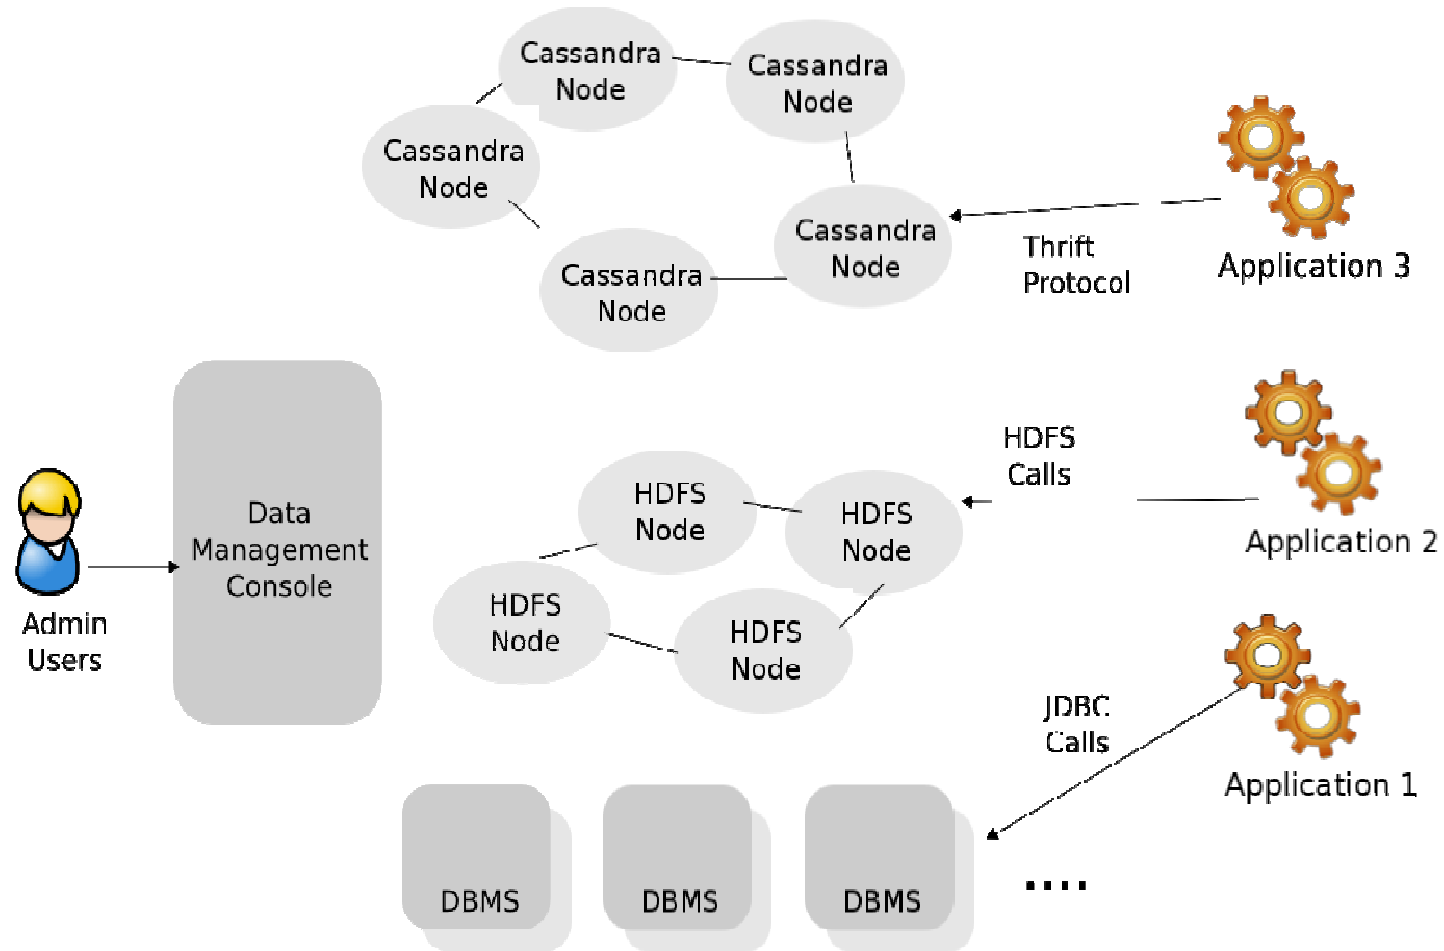 Cassandra
Node
Cassandra
Node
Cassandra
Node
Cassandra
Node
Cassandra
Node
Thrift
Protocol
Application 3
Data
Management
Console
Admin
Users
HDFS
Node
HDFS
Node
HDFS
Node
HDFS
Node
HDFS
Calls
Application 2
JDBC
Calls
Application 1
DBMS
DBMS
DBMS
....